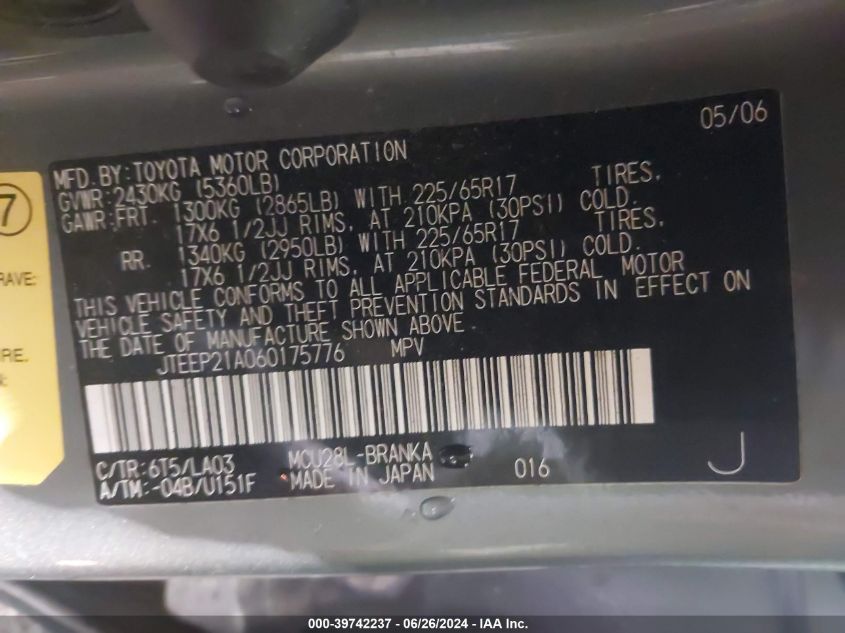 05/06
MFD. BY: TOYOTA MOTOR CORPORATION
GVWR: 2430KG (5360LB)
GAWR: FRT. 1300KG (2865LB) WITH 225/65R17 TIRES,
17X6 1/2JJ RIMS, AT 210KPA (30PSI) COLD.
RR. 1340KG (2950LB) WITH 225/65R17 TIRES,
17X6 1/2JJ RIMS, AT 210KPA (30PSI) COLD.
THIS VEHICLE CONFORMS TO ALL APPLICABLE FEDERAL MOTOR
VEHICLE SAFETY AND THEFT PREVENTION STANDARDS IN EFFECT ON
THE DATE OF MANUFACTURE SHOWN ABOVE.
JTEEP21A060175776 MPV
C/TR: 6T5/LA03 MCU28L-BRANKA
A/TM: -04B/U151F MADE IN JAPAN 016 J
7
RAVE:
RE.
000-39742237 - 06/26/2024 - IAA Inc.